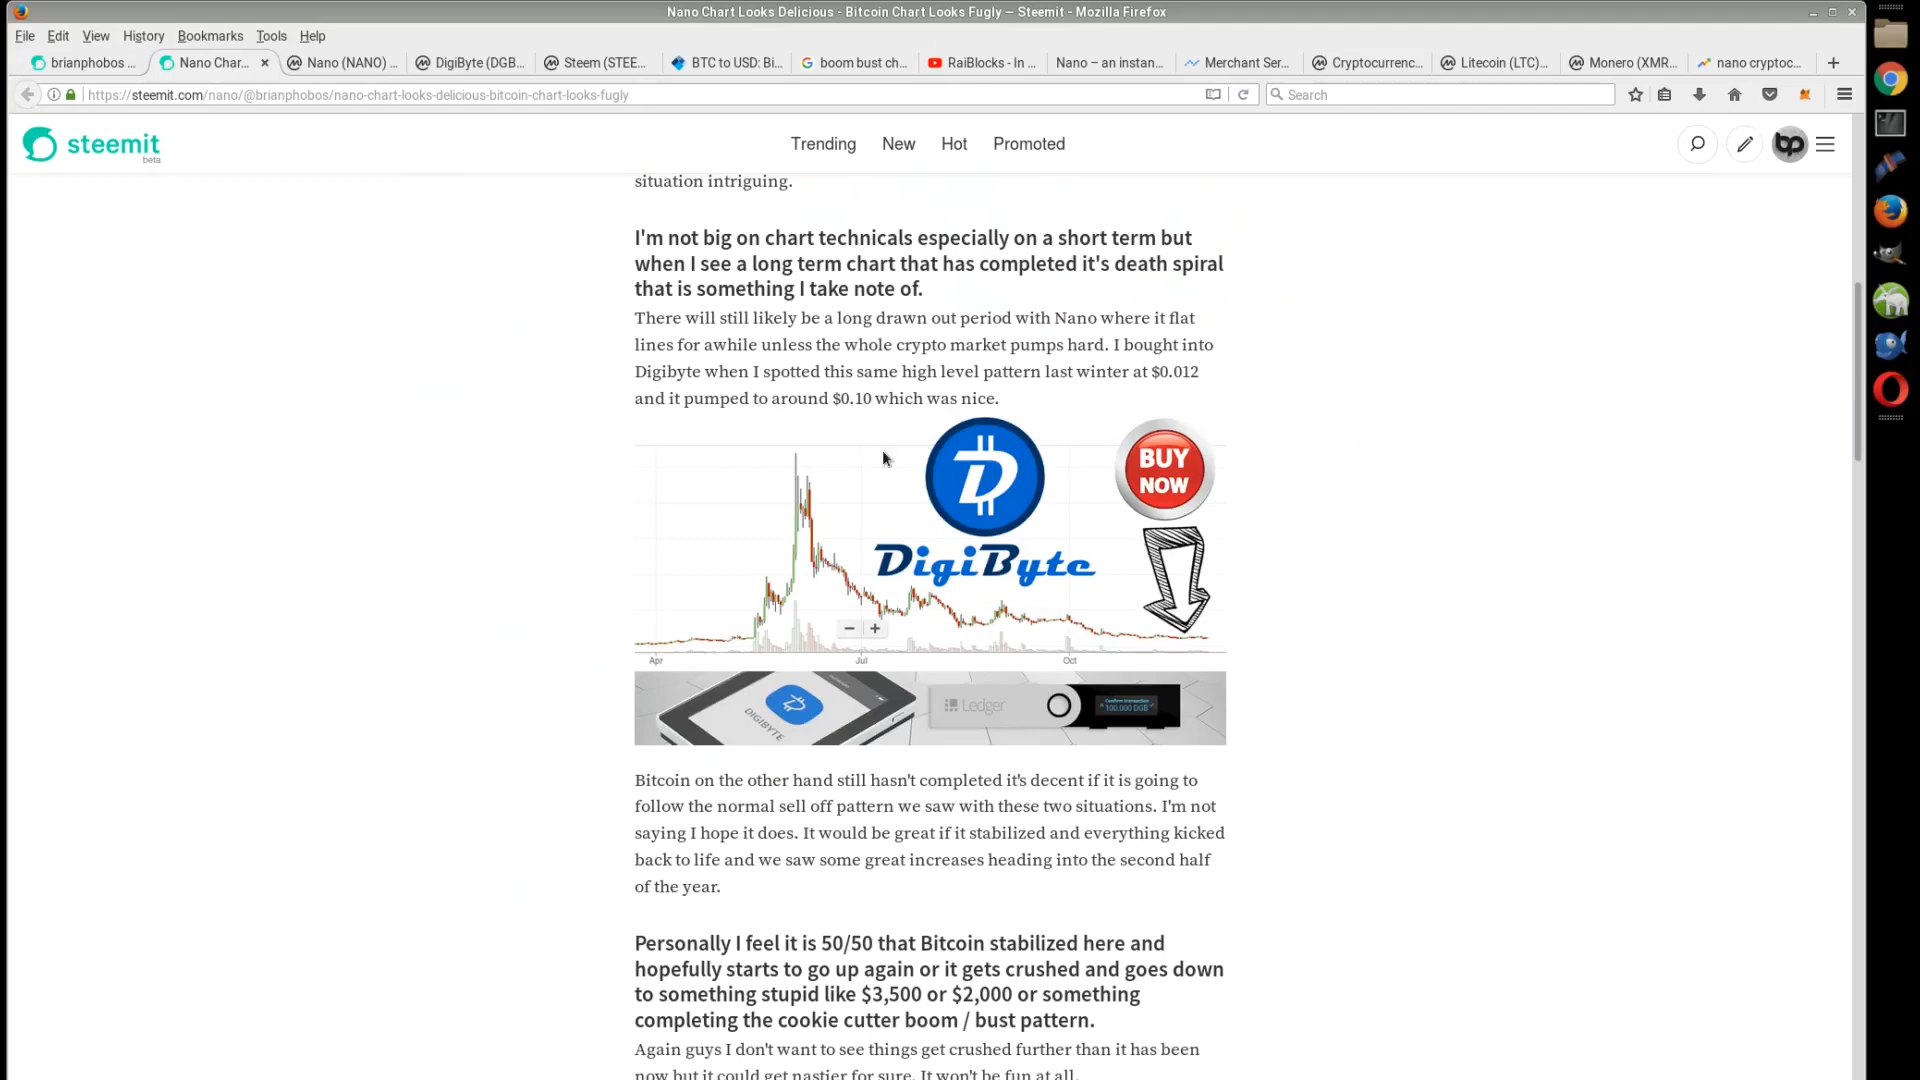 Nano Chart Looks Delicious - Bitcoin Chart Looks Fugly — Steemit - Mozilla Firefox
File Edit View History Bookmarks Tools Help
brianphobos ... Nano Char... Nano (NANO) ... DigiByte (DGB... Steem (STEE... BTC to USD: Bi... boom bust ch... RaiBlocks - In ... Nano – an instan... Merchant Ser... Cryptocurrenc... Litecoin (LTC)... Monero (XMR... nano cryptoc...
https://steemit.com/nano/@brianphobos/nano-chart-looks-delicious-bitcoin-chart-looks-fugly Search
steemit beta Trending New Hot Promoted bp
situation intriguing.
I'm not big on chart technicals especially on a short term but
when I see a long term chart that has completed it's death spiral
that is something I take note of.
There will still likely be a long drawn out period with Nano where it flat
lines for awhile unless the whole crypto market pumps hard. I bought into
Digibyte when I spotted this same high level pattern last winter at $0.012
and it pumped to around $0.10 which was nice.
BUY
NOW
DigiByte
Apr Jul Oct
DIGIBYTE
Ledger
Confirm transaction
100.000 DGB
Bitcoin on the other hand still hasn't completed it's decent if it is going to
follow the normal sell off pattern we saw with these two situations. I'm not
saying I hope it does. It would be great if it stabilized and everything kicked
back to life and we saw some great increases heading into the second half
of the year.
Personally I feel it is 50/50 that Bitcoin stabilized here and
hopefully starts to go up again or it gets crushed and goes down
to something stupid like $3,500 or $2,000 or something
completing the cookie cutter boom / bust pattern.
Again guys I don't want to see things get crushed further than it has been
now but it could get nastier for sure. It won't be fun at all.